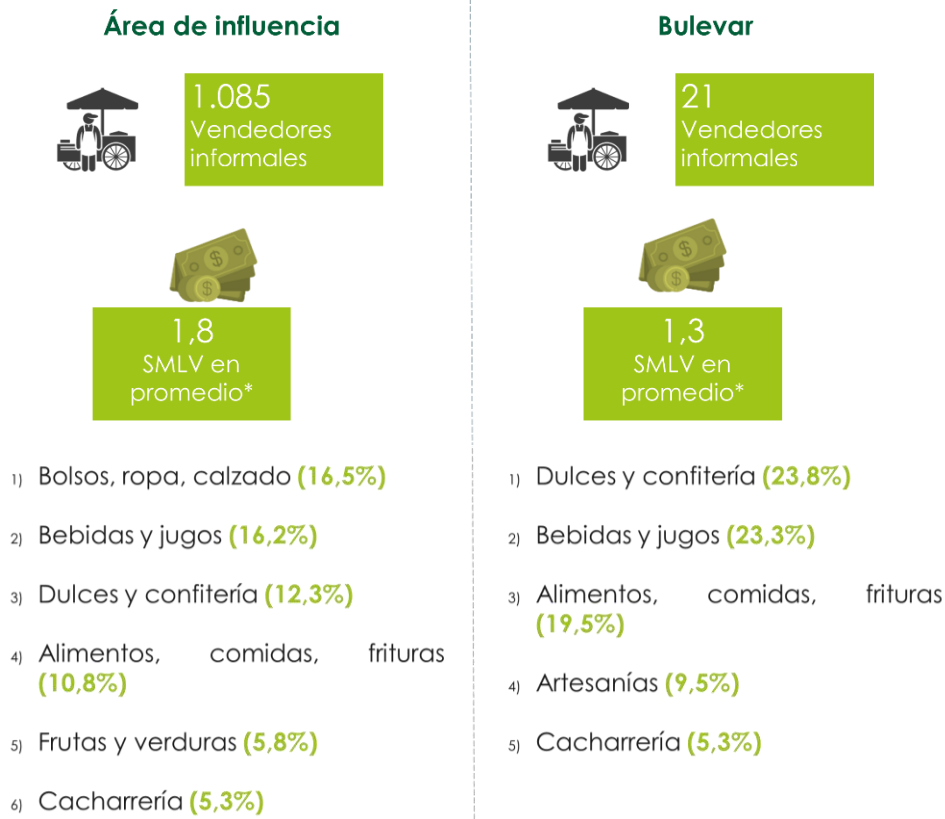 Área de influencia
1.085
Vendedores
informales
1,8
SMLV en
promedio*
1) Bolsos, ropa, calzado (16,5%)
2) Bebidas y jugos (16,2%)
3) Dulces y confitería (12,3%)
4) Alimentos, comidas, frituras
(10,8%)
5) Frutas y verduras (5,8%)
6) Cacharrería (5,3%)
Bulevar
21
Vendedores
informales
1,3
SMLV en
promedio*
1) Dulces y confitería (23,8%)
2) Bebidas y jugos (23,3%)
3) Alimentos, comidas, frituras
(19,5%)
4) Artesanías (9,5%)
5) Cacharrería (5,3%)